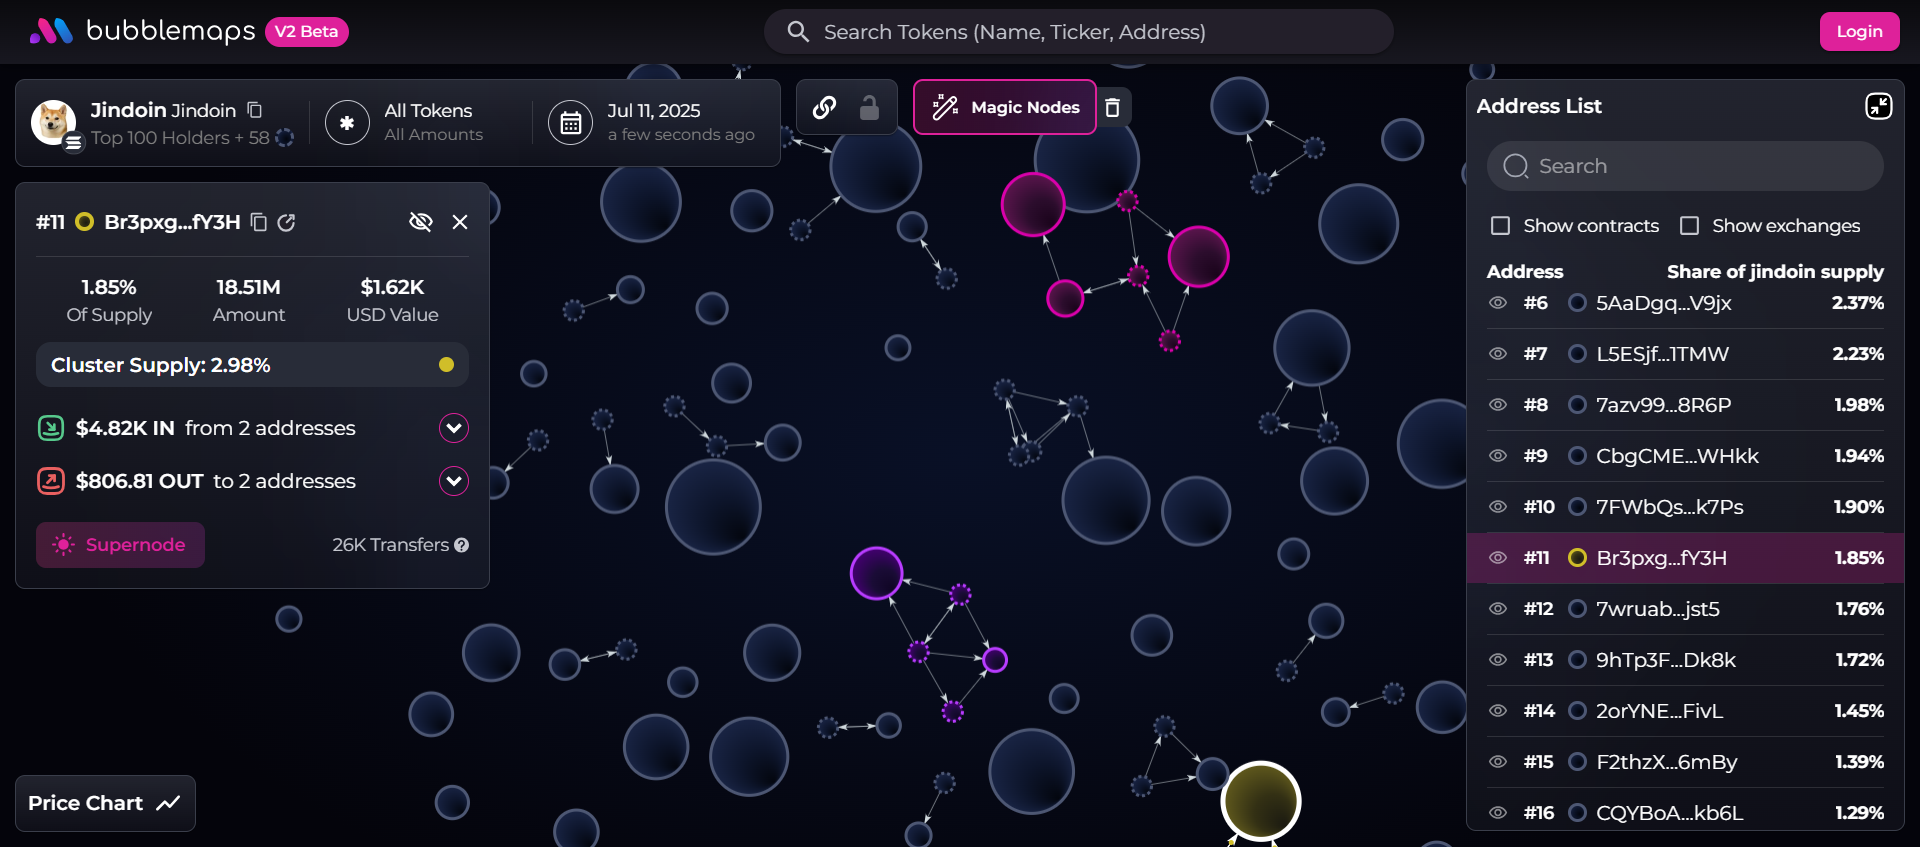 bubblemaps V2 Beta
Search Tokens (Name, Ticker, Address)
Login
Jindoin Jindoin
Top 100 Holders + 58
All Tokens
All Amounts
Jul 11, 2025
a few seconds ago
Magic Nodes
#11 Br3pxg...fY3H
1.85% 18.51M $1.62K
Of Supply Amount USD Value
Cluster Supply: 2.98%
$4.82K IN from 2 addresses
$806.81 OUT to 2 addresses
Supernode 26K Transfers
Price Chart
Address List
Search
Show contracts Show exchanges
Address Share of jindoin supply
#6 5AaDgq...V9jx 2.37%
#7 L5ESjf...1TMW 2.23%
#8 7azv99...8R6P 1.98%
#9 CbgCME...WHkk 1.94%
#10 7FWbQs...k7Ps 1.90%
#11 Br3pxg...fY3H 1.85%
#12 7wruab...jst5 1.76%
#13 9hTp3F...Dk8k 1.72%
#14 2orYNE...FivL 1.45%
#15 F2thzX...6mBy 1.39%
#16 CQYBoA...kb6L 1.29%